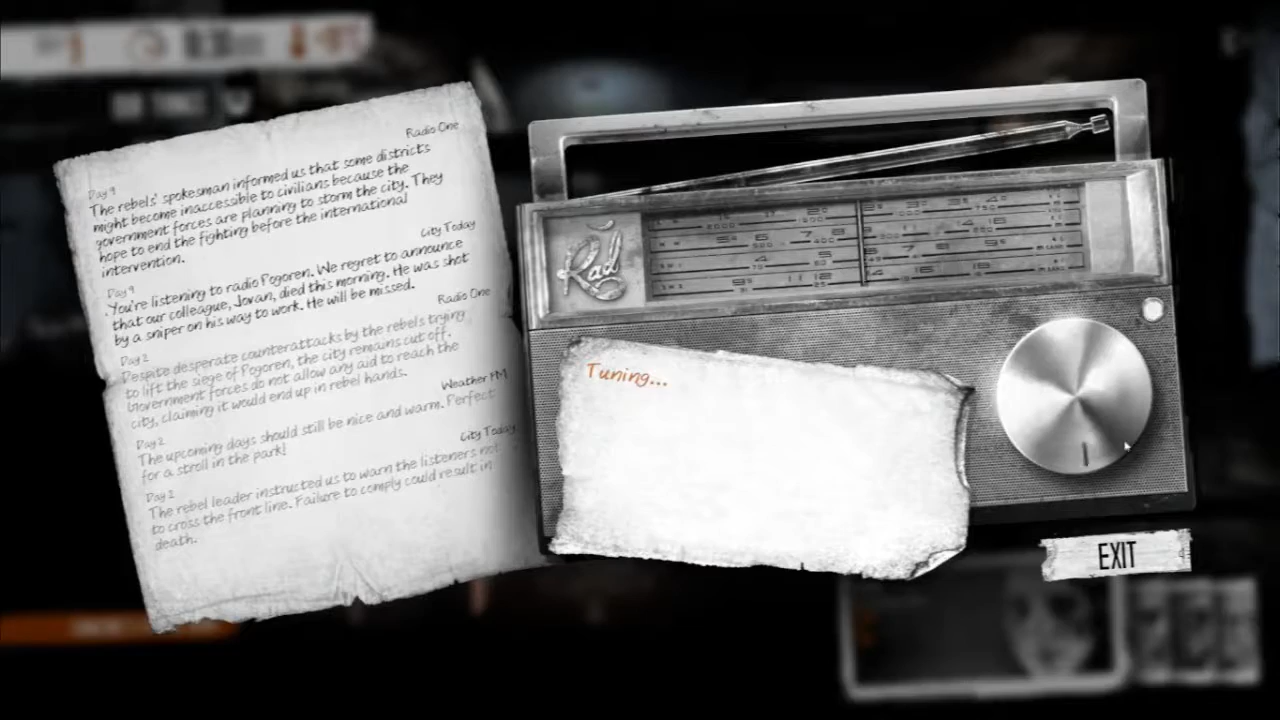 Radio One
Day 9
The rebels' spokesman informed us that some districts
might become inaccessible to civilians because the
government forces are planning to storm the city. They
hope to end the fighting before the international
intervention.
City Today
Day 9
.You're listening to radio Pogoren. We regret to announce
that our colleague, Jovan, died this morning. He was shot
by a sniper on his way to work. He will be missed.
Radio One
Day 2
Despite desperate counterattacks by the rebels trying
to lift the siege of Pogoren, the city remains cut off.
Government forces do not allow any aid to reach the
city, claiming it would end up in rebel hands.
Weather FM
Day 2
The upcoming days should still be nice and warm. Perfect
for a stroll in the park!
City Today
Day 2
The rebel leader instructed us to warn the listeners not
to cross the front line. Failure to comply could result in
death.
Rad
Tuning...
EXIT